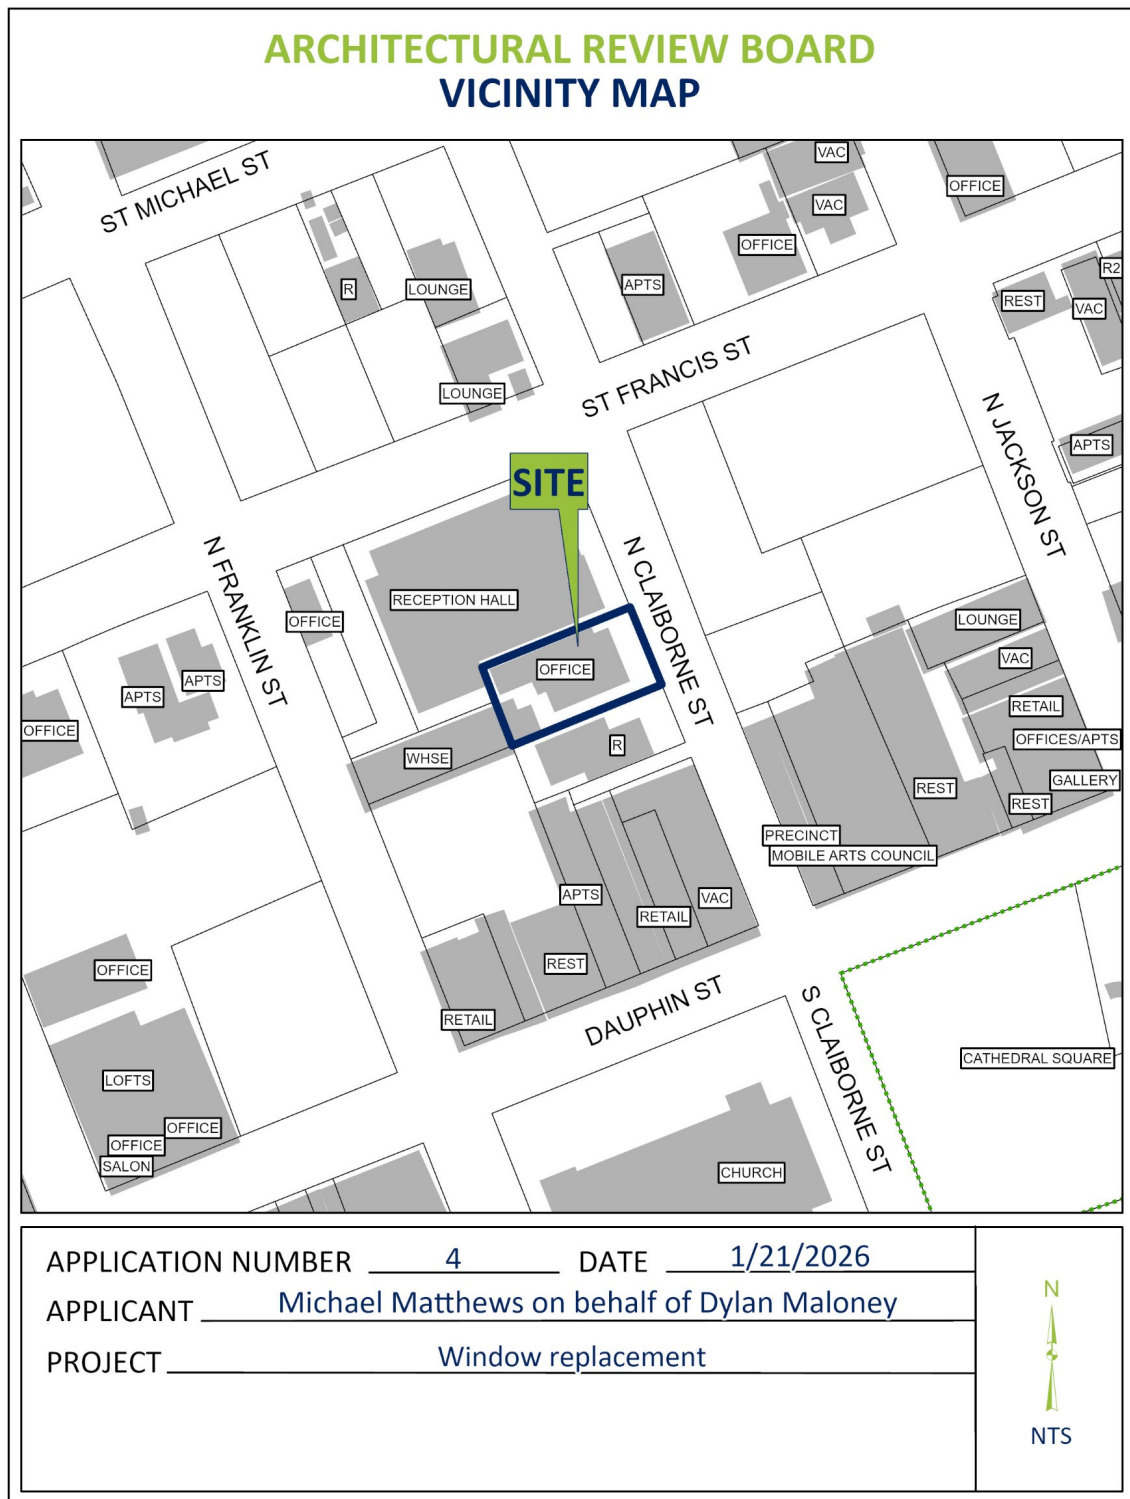 ARCHITECTURAL REVIEW BOARD
VICINITY MAP
ST MICHAEL ST
VAC
OFFICE
VAC
OFFICE
R
LOUNGE
APTS
R2
REST
VAC
LOUNGE
ST FRANCIS ST
N JACKSON ST
APTS
SITE
N FRANKLIN ST
N CLAIBORNE ST
RECEPTION HALL
OFFICE
LOUNGE
OFFICE
VAC
APTS
APTS
RETAIL
OFFICE
OFFICES/APTS
R
WHSE
GALLERY
REST
REST
PRECINCT
MOBILE ARTS COUNCIL
APTS
VAC
RETAIL
REST
OFFICE
RETAIL
DAUPHIN ST
S CLAIBORNE ST
CATHEDRAL SQUARE
LOFTS
OFFICE
OFFICE
SALON
CHURCH
APPLICATION NUMBER 4 DATE 1/21/2026
APPLICANT Michael Matthews on behalf of Dylan Maloney
PROJECT Window replacement
N
NTS